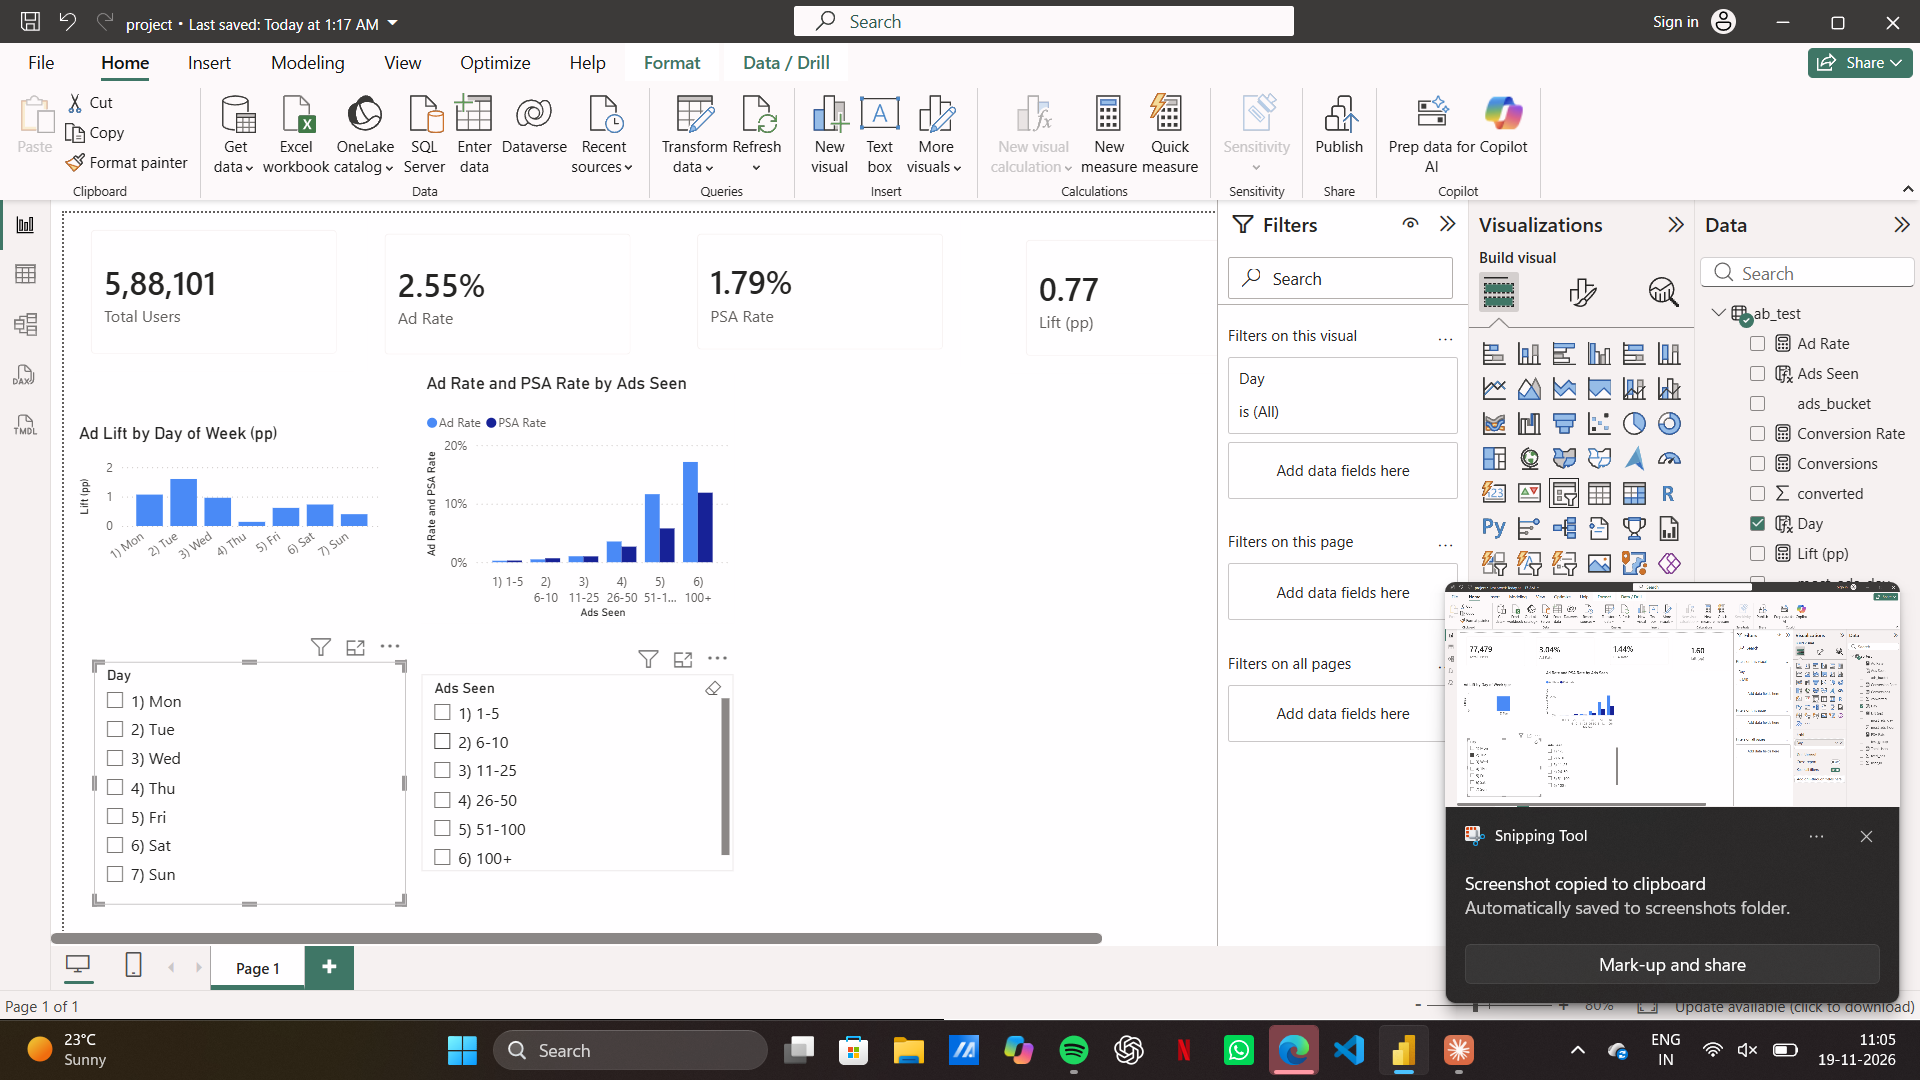 project • Last saved: Today at 1:17 AM
Search
Sign in
File
Home
Insert
Modeling
View
Optimize
Help
Format
Data / Drill
Share
Paste
Cut
Copy
Format painter
Clipboard
Get data
Excel workbook
OneLake catalog
SQL Server
Enter data
Dataverse
Recent sources
Data
Transform data
Refresh
Queries
New visual
Text box
More visuals
Insert
New visual calculation
New measure
Quick measure
Calculations
Sensitivity
Sensitivity
Publish
Share
Prep data for AI
Copilot
Copilot
5,88,101
Total Users
2.55%
Ad Rate
1.79%
PSA Rate
0.77
Lift (pp)
Ad Lift by Day of Week (pp)
Lift (pp)
2
1
0
1) Mon
2) Tue
3) Wed
4) Thu
5) Fri
6) Sat
7) Sun
Ad Rate and PSA Rate by Ads Seen
Ad Rate
PSA Rate
Ad Rate and PSA Rate
20%
10%
0%
1) 1-5
2) 6-10
3) 11-25
4) 26-50
5) 51-1...
6) 100+
Ads Seen
Day
1) Mon
2) Tue
3) Wed
4) Thu
5) Fri
6) Sat
7) Sun
Ads Seen
1) 1-5
2) 6-10
3) 11-25
4) 26-50
5) 51-100
6) 100+
Filters
Search
Filters on this visual
Day
is (All)
Add data fields here
Filters on this page
Add data fields here
Filters on all pages
Add data fields here
Visualizations
Build visual
Data
Search
ab_test
Ad Rate
Ads Seen
ads_bucket
Conversion Rate
Conversions
converted
Day
Lift (pp)
Snipping Tool
Screenshot copied to clipboard
Automatically saved to screenshots folder.
Mark-up and share
Page 1
Page 1 of 1
80%
Update available (click to download)
23°C
Sunny
Search
ENG
IN
11:05
19-11-2026